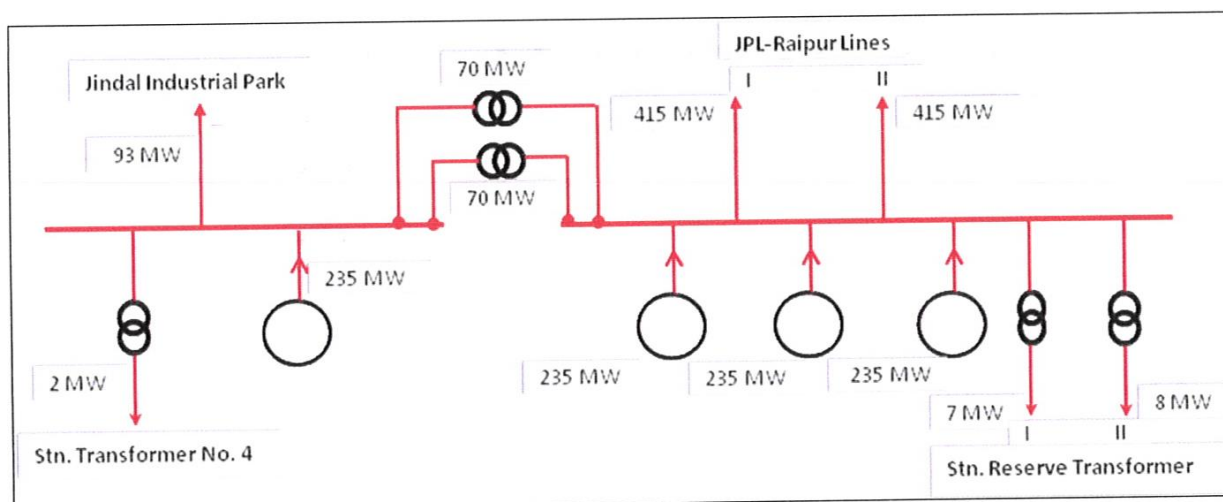 JPL-Raipur Lines
70 MW
Jindal Industrial Park
I II
415 MW
415 MW
93 MW
70 MW
235 MW
2 MW
235 MW
235 MW
235 MW
7 MW
8 MW
I II
Stn. Transformer No. 4
Stn. Reserve Transformer